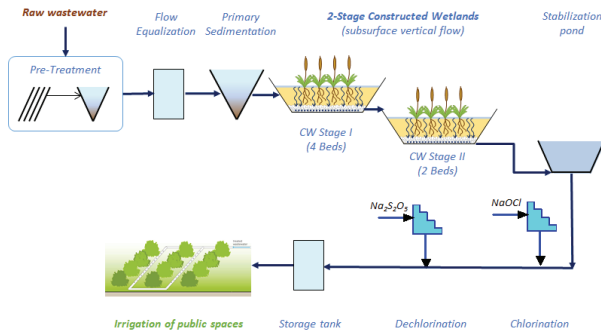 Raw wastewater
Flow
Equalization
Primary
Sedimentation
2-Stage Constructed Wetlands
(subsurface vertical flow)
Stabilization
pond
Pre-Treatment
CW Stage I
(4 Beds)
CW Stage II
(2 Beds)
Na₂S₂O₅
NaOCl
Irrigation of public spaces
Storage tank
Dechlorination
Chlorination